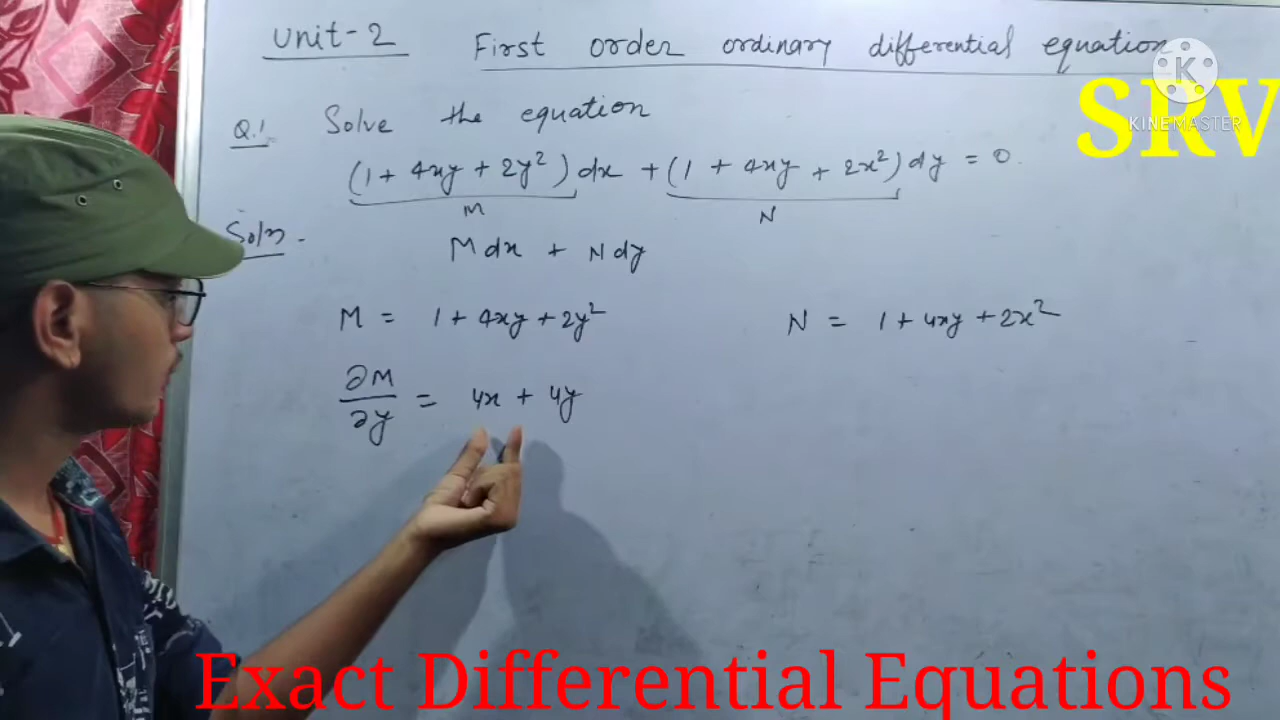 Unit-2 First order ordinary differential equation
SRV
K
KINEMASTER
Q.1 Solve the equation
(1 + 4xy + 2y²) dx + (1 + 4xy + 2x²) dy = 0.
M N
Soln. M dx + N dy
M = 1 + 4xy + 2y² N = 1 + 4xy + 2x²
∂M/∂y = 4x + 4y
Exact Differential Equations